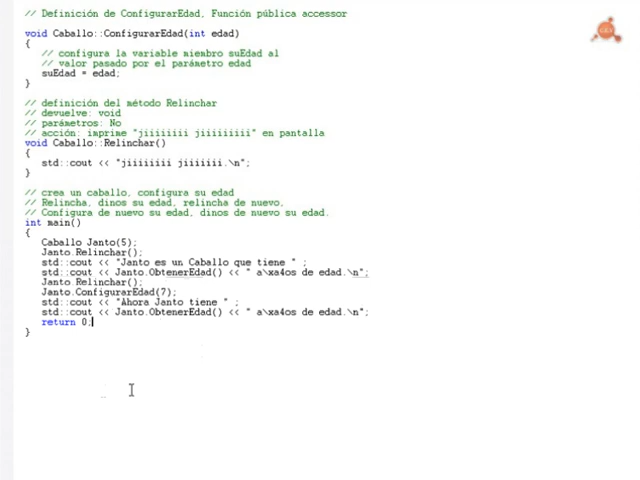 // Definición de ConfigurarEdad, Función pública accessor
void Caballo::ConfigurarEdad(int edad)
{
// configura la variable miembro suEdad al
// valor pasado por el parámetro edad
suEdad = edad;
}
// definición del método Relinchar
// devuelve: void
// parámetros: No
// acción: imprime "jiiiiiiii jiiiiiiiii" en pantalla
void Caballo::Relinchar()
{
std::cout << "jiiiiiiii jiiiiiii.\n";
}
// crea un caballo, configura su edad
// Relincha, dinos su edad, relincha de nuevo,
// Configura de nuevo su edad, dinos de nuevo su edad.
int main()
{
Caballo Janto(5);
Janto.Relinchar();
std::cout << "Janto es un Caballo que tiene " ;
std::cout << Janto.ObtenerEdad() << " a\xa4os de edad.\n";
Janto.Relinchar();
Janto.ConfigurarEdad(7);
std::cout << "Ahora Janto tiene " ;
std::cout << Janto.ObtenerEdad() << " a\xa4os de edad.\n";
return 0;
}